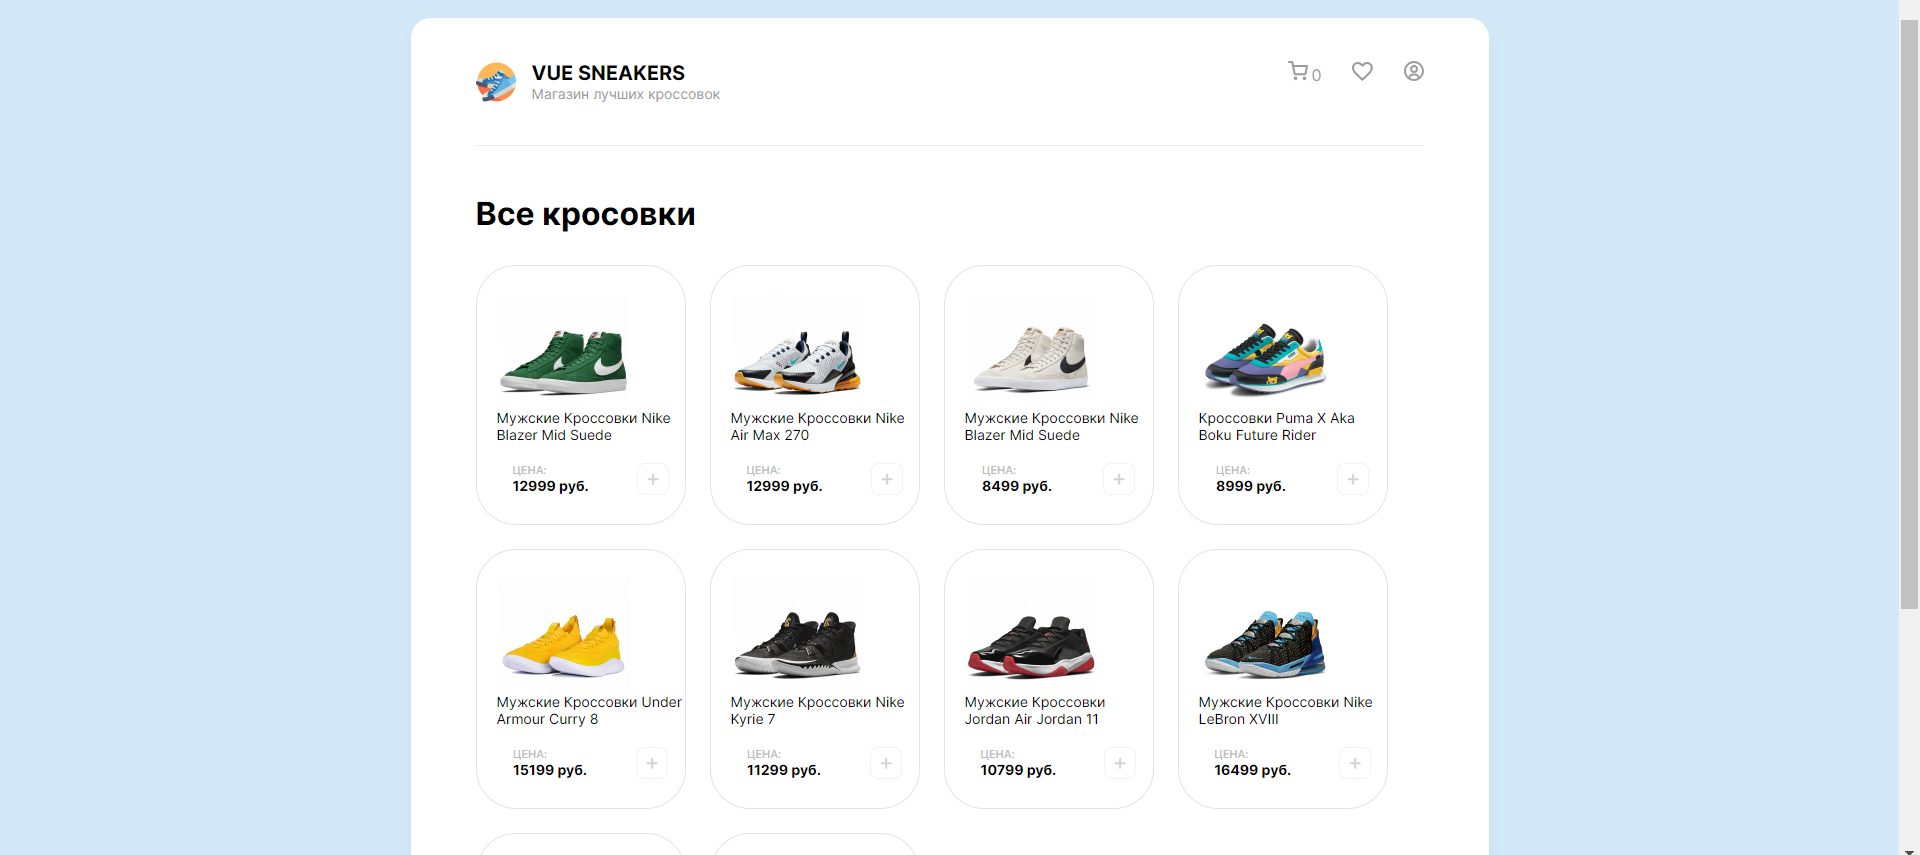 VUE SNEAKERS
Магазин лучших кроссовок
0
Все кросовки
Мужские Кроссовки Nike
Blazer Mid Suede
ЦЕНА:
12999 руб.
Мужские Кроссовки Nike
Air Max 270
ЦЕНА:
12999 руб.
Мужские Кроссовки Nike
Blazer Mid Suede
ЦЕНА:
8499 руб.
Кроссовки Puma X Aka
Boku Future Rider
ЦЕНА:
8999 руб.
Мужские Кроссовки Under
Armour Curry 8
ЦЕНА:
15199 руб.
Мужские Кроссовки Nike
Kyrie 7
ЦЕНА:
11299 руб.
Мужские Кроссовки
Jordan Air Jordan 11
ЦЕНА:
10799 руб.
Мужские Кроссовки Nike
LeBron XVIII
ЦЕНА:
16499 руб.